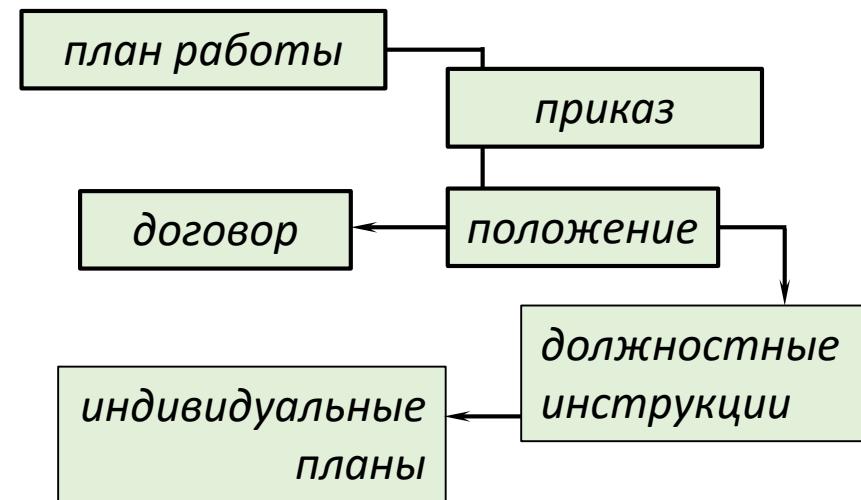 план работы
приказ
договор
положение
должностные
инструкции
индивидуальные
планы